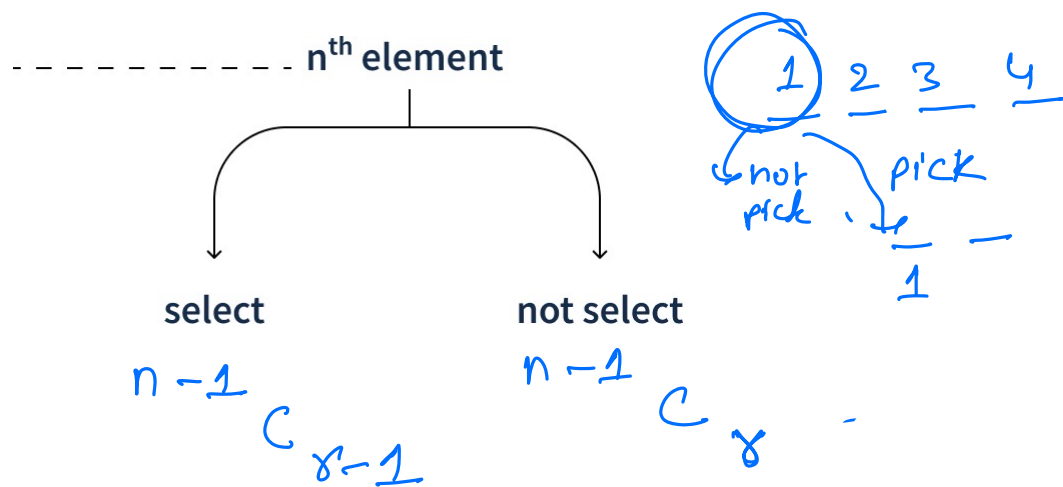 nth element
1 2 3 4
not pick
pick
1
select
not select
n-1 C r-1
n-1 C r